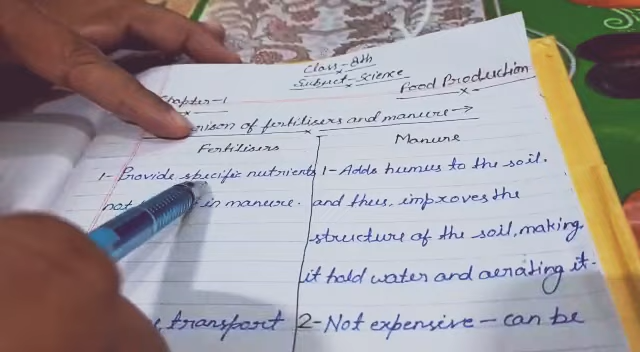 Class-8th
Subject-Science
Chapter-1
Food Production
of fertilisers and manure→
Fertilisers
Manure
1- Provide specific nutrients
not in manure.
1- Adds humus to the soil.
and thus, improves the
structure of the soil, making
it hold water and aerating it.
transport
2- Not expensive - can be